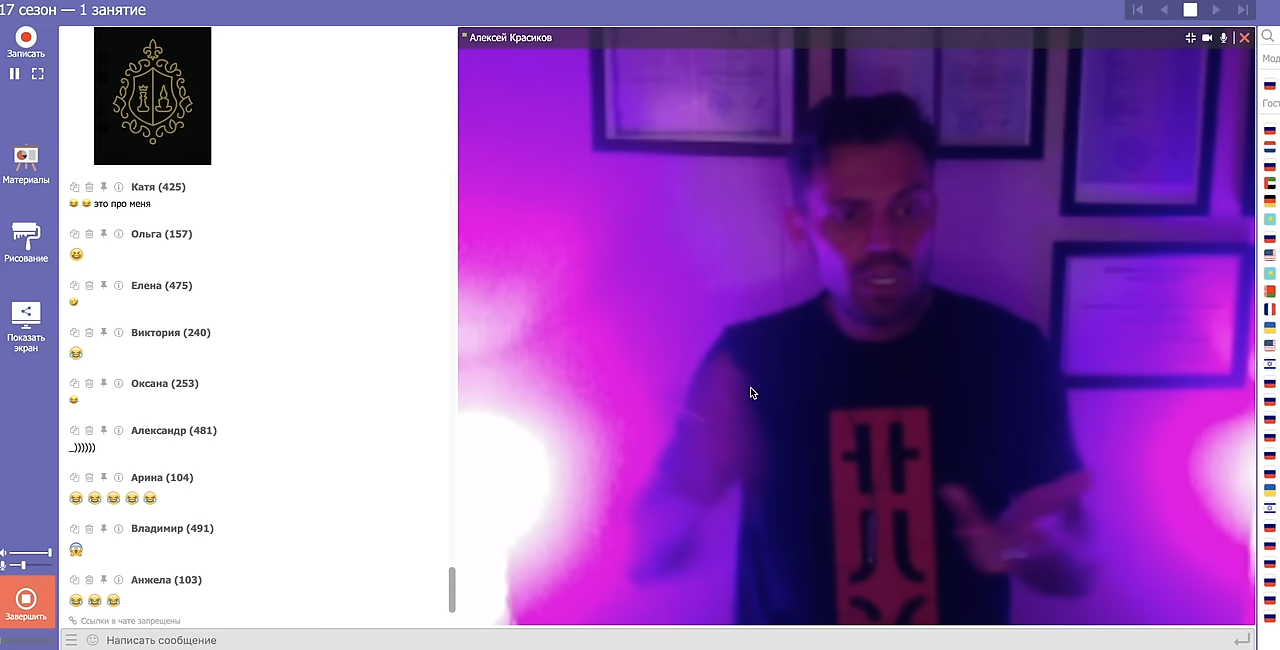 17 сезон — 1 занятие
Записать
Материалы
Рисование
Показать
экран
Завершить
Катя (425)
это про меня
Ольга (157)
Елена (475)
Виктория (240)
Оксана (253)
Александр (481)
_))))))
Арина (104)
Владимир (491)
Анжела (103)
Ссылки в чате запрещены
Написать сообщение
Алексей Красиков
Мод
Гост